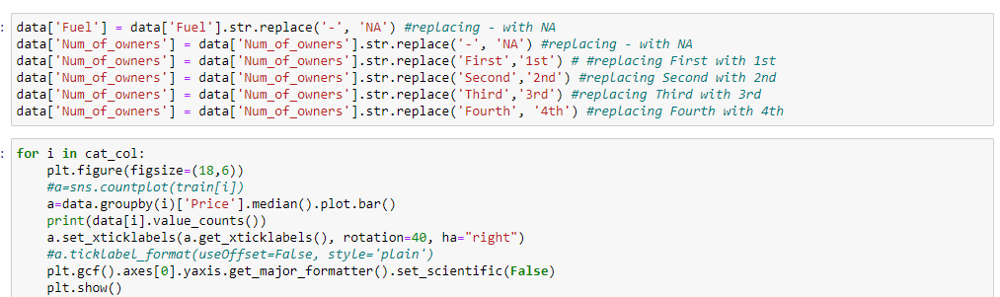 : data['Fuel'] = data['Fuel'].str.replace('-', 'NA') #replacing - with NA
data['Num_of_owners'] = data['Num_of_owners'].str.replace('-', 'NA') #replacing - with NA
data['Num_of_owners'] = data['Num_of_owners'].str.replace('First','1st') # #replacing First with 1st
data['Num_of_owners'] = data['Num_of_owners'].str.replace('Second','2nd') #replacing Second with 2nd
data['Num_of_owners'] = data['Num_of_owners'].str.replace('Third','3rd') #replacing Third with 3rd
data['Num_of_owners'] = data['Num_of_owners'].str.replace('Fourth', '4th') #replacing Fourth with 4th
: for i in cat_col:
    plt.figure(figsize=(18,6))
    #a=sns.countplot(train[i])
    a=data.groupby(i)['Price'].median().plot.bar()
    print(data[i].value_counts())
    a.set_xticklabels(a.get_xticklabels(), rotation=40, ha="right")
    #a.ticklabel_format(useOffset=False, style='plain')
    plt.gcf().axes[0].yaxis.get_major_formatter().set_scientific(False)
    plt.show()